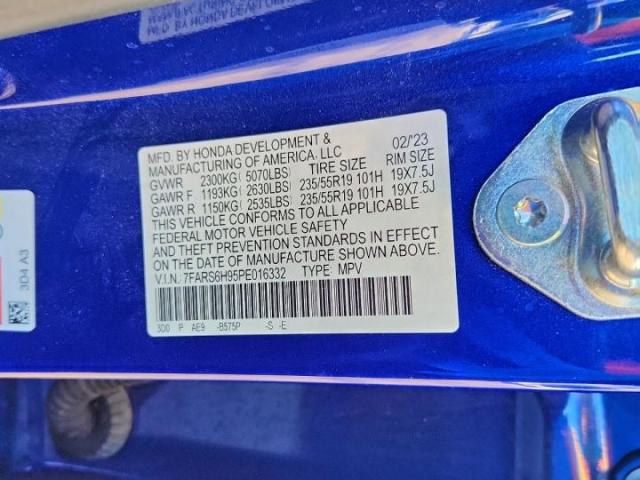 MFD. BY HONDA DEVELOPMENT & 02/'23
MANUFACTURING OF AMERICA, LLC
GVWR 2300KG (5070LBS) TIRE SIZE RIM SIZE
GAWR F 1193KG (2630LBS) 235/55R19 101H 19X7.5J
GAWR R 1150KG (2535LBS) 235/55R19 101H 19X7.5J
THIS VEHICLE CONFORMS TO ALL APPLICABLE
FEDERAL MOTOR VEHICLE SAFETY
AND THEFT PREVENTION STANDARDS IN EFFECT
ON THE DATE OF MANUFACTURE SHOWN ABOVE.
V.I.N.: 7FARS6H95PE016332 TYPE: MPV
3D0 P AE9 -B575P -S -E
3D4 A3